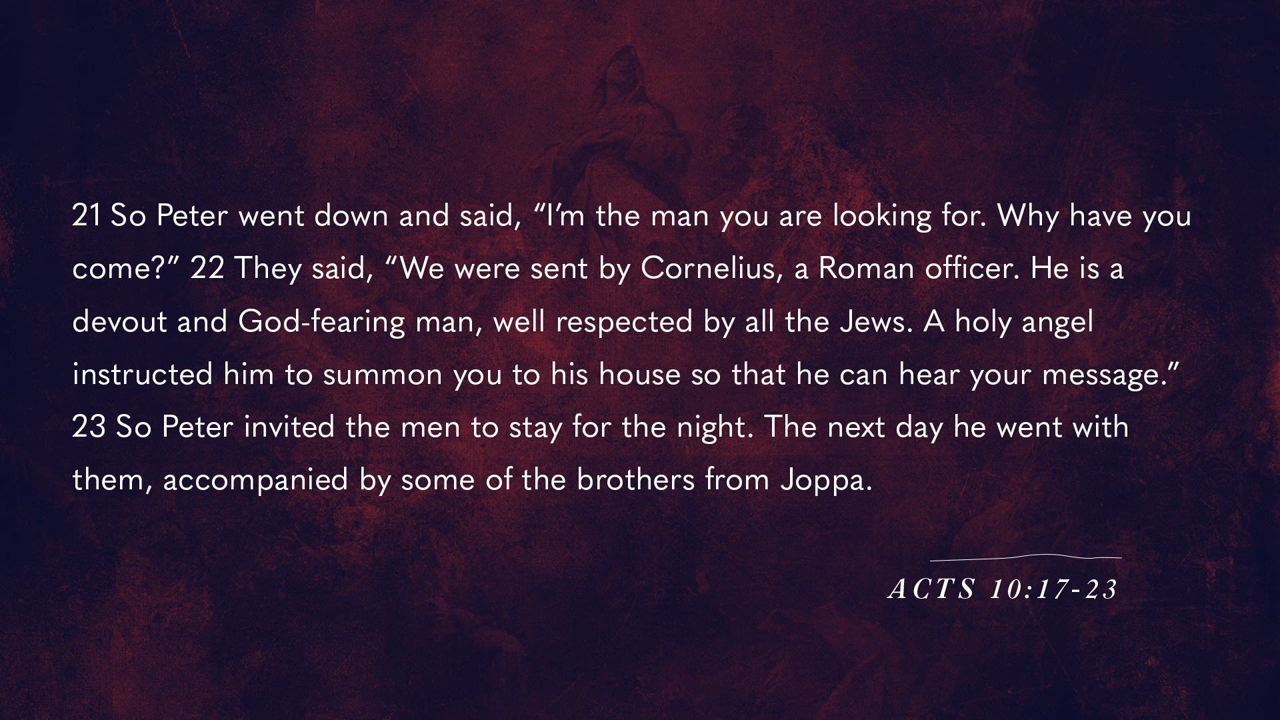 21 So Peter went down and said, “I’m the man you are looking for. Why have you
come?” 22 They said, “We were sent by Cornelius, a Roman officer. He is a
devout and God-fearing man, well respected by all the Jews. A holy angel
instructed him to summon you to his house so that he can hear your message.”
23 So Peter invited the men to stay for the night. The next day he went with
them, accompanied by some of the brothers from Joppa.
ACTS 10:17-23